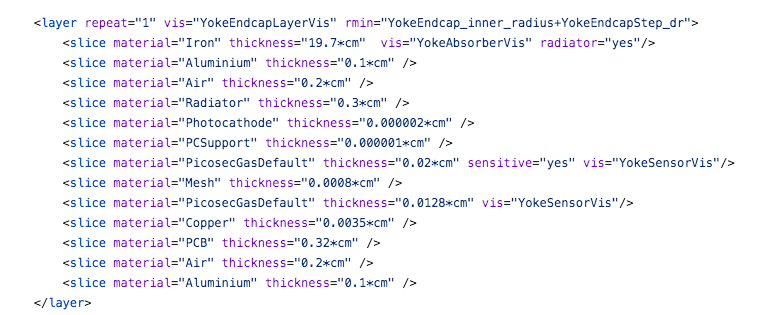 <layer repeat="1" vis="YokeEndcapLayerVis" rmin="YokeEndcap_inner_radius+YokeEndcapStep_dr">
<slice material="Iron" thickness="19.7*cm"  vis="YokeAbsorberVis" radiator="yes"/>
<slice material="Aluminium" thickness="0.1*cm" />
<slice material="Air" thickness="0.2*cm" />
<slice material="Radiator" thickness="0.3*cm" />
<slice material="Photocathode" thickness="0.000002*cm" />
<slice material="PCSupport" thickness="0.000001*cm" />
<slice material="PicosecGasDefault" thickness="0.02*cm" sensitive="yes" vis="YokeSensorVis"/>
<slice material="Mesh" thickness="0.0008*cm" />
<slice material="PicosecGasDefault" thickness="0.0128*cm" vis="YokeSensorVis"/>
<slice material="Copper" thickness="0.0035*cm" />
<slice material="PCB" thickness="0.32*cm" />
<slice material="Air" thickness="0.2*cm" />
<slice material="Aluminium" thickness="0.1*cm" />
</layer>